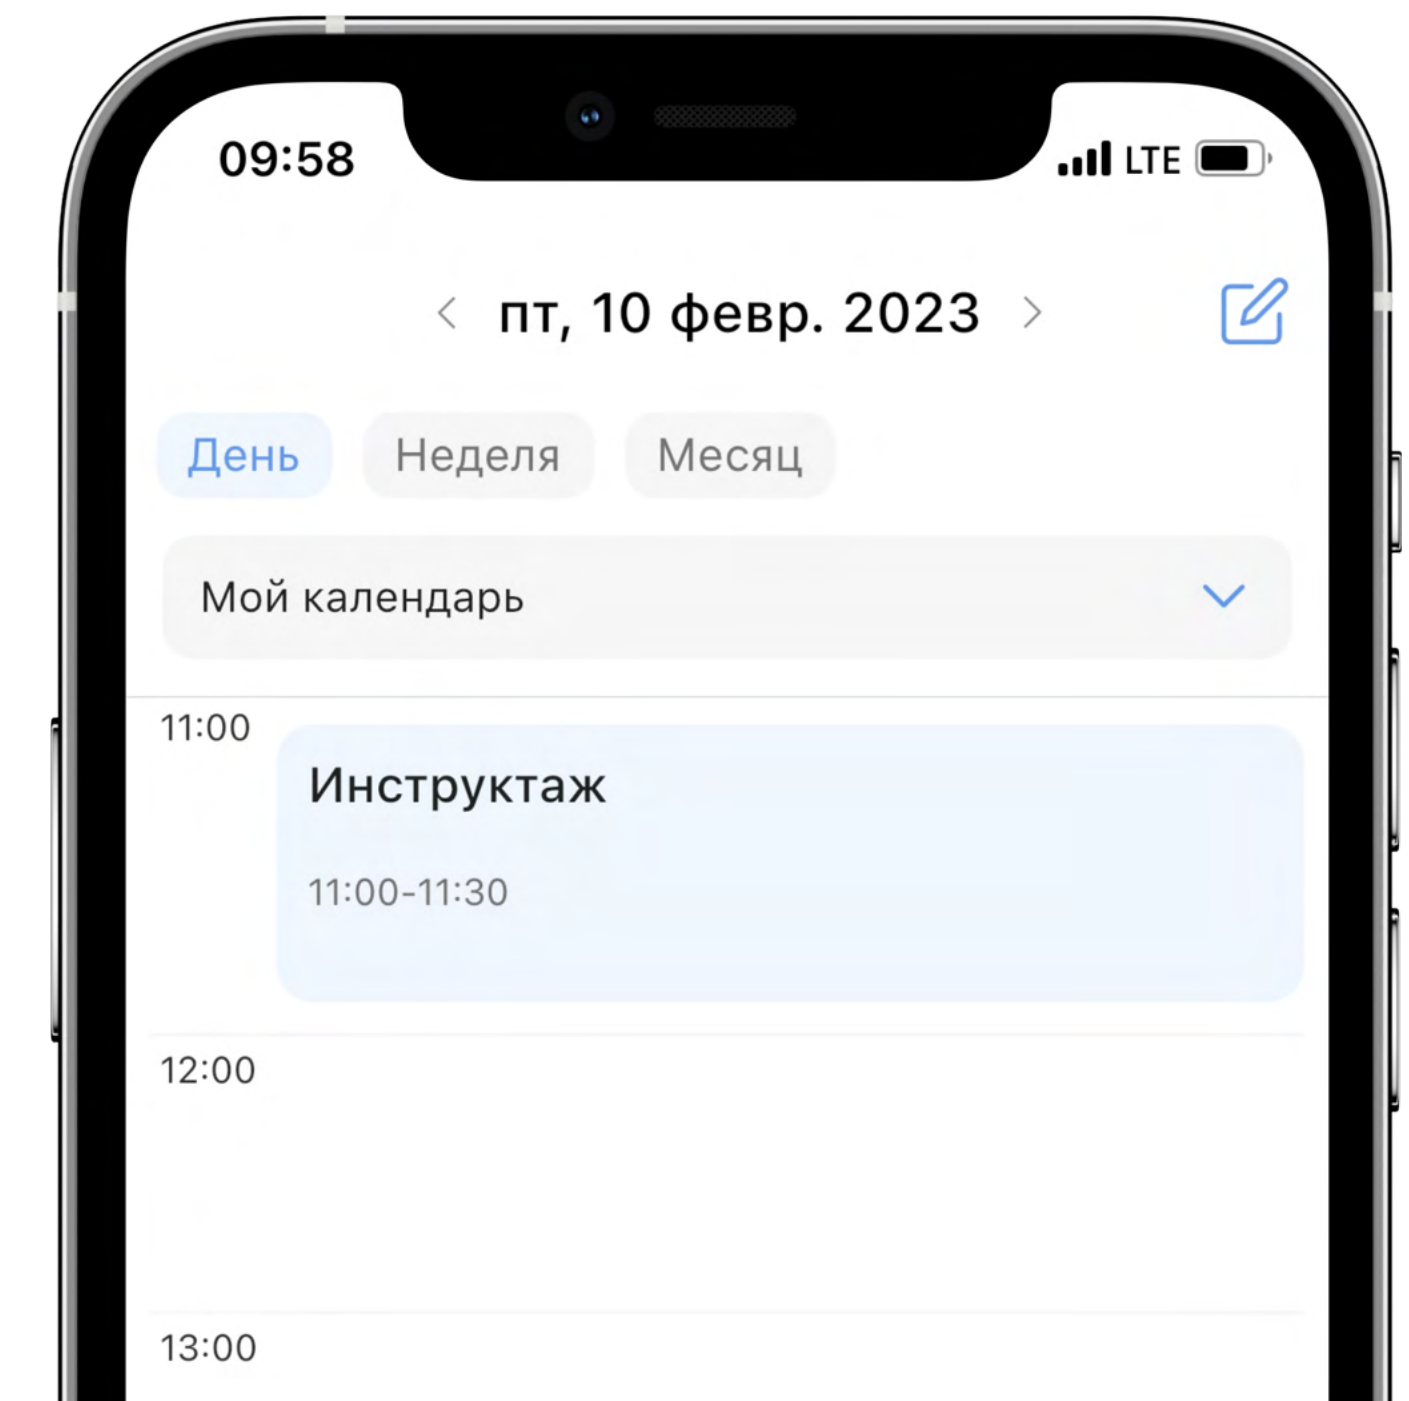 09:58 LTE
пт, 10 февр. 2023
День Неделя Месяц
Мой календарь
11:00
Инструктаж
11:00-11:30
12:00
13:00